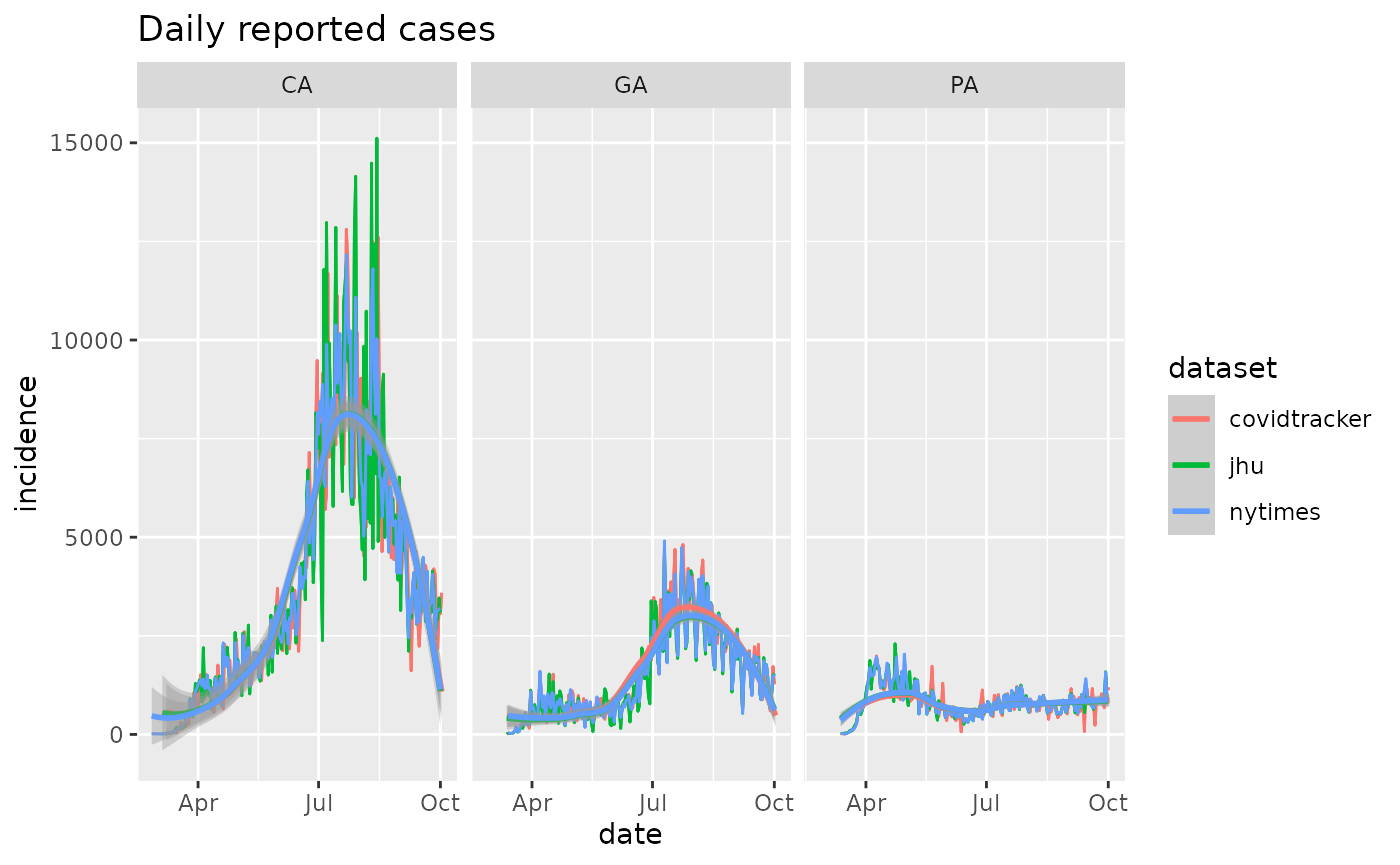 Daily reported cases
CA
GA
PA
15000
10000
5000
0
incidence
Apr
Jul
Oct
Apr
Jul
Oct
Apr
Jul
Oct
date
dataset
covidtracker
jhu
nytimes